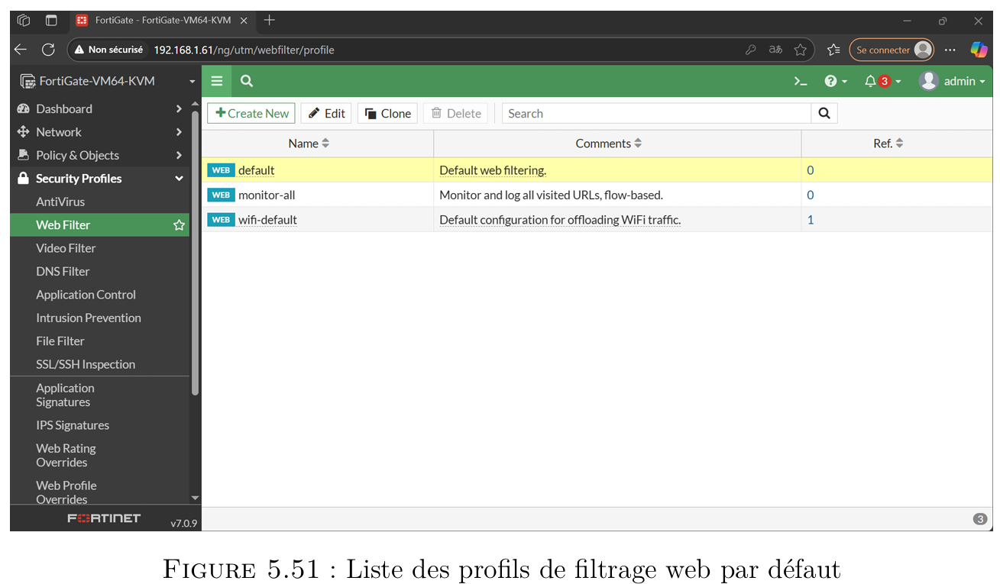 FortiGate - FortiGate-VM64-KVM
Non sécurisé 192.168.1.61/ng/utm/webfilter/profile aあ Se connecter
FortiGate-VM64-KVM
>_ ? 3 admin
Dashboard
Network
Policy & Objects
Security Profiles
AntiVirus
Web Filter
Video Filter
DNS Filter
Application Control
Intrusion Prevention
File Filter
SSL/SSH Inspection
Application
Signatures
IPS Signatures
Web Rating
Overrides
Web Profile
Overrides
FORTINET v7.0.9
Create New Edit Clone Delete Search
Name Comments Ref.
WEB default Default web filtering. 0
WEB monitor-all Monitor and log all visited URLs, flow-based. 0
WEB wifi-default Default configuration for offloading WiFi traffic. 1
3
FIGURE 5.51 : Liste des profils de filtrage web par défaut